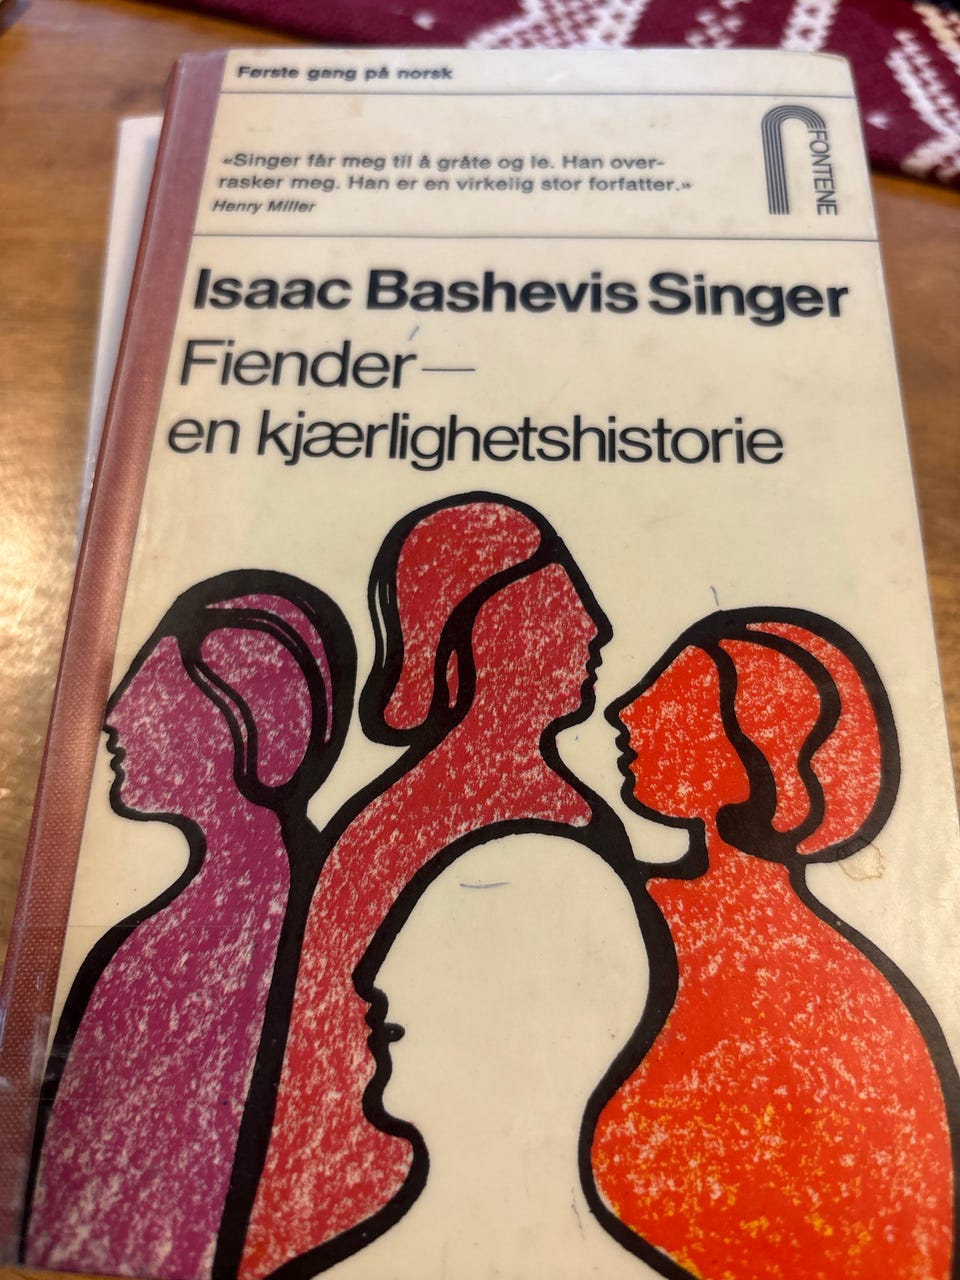 Første gang på norsk
«Singer får meg til å gråte og le. Han over-
rasker meg. Han er en virkelig stor forfatter.»
Henry Miller
FONTENE
Isaac Bashevis Singer
Fiender—
en kjærlighetshistorie